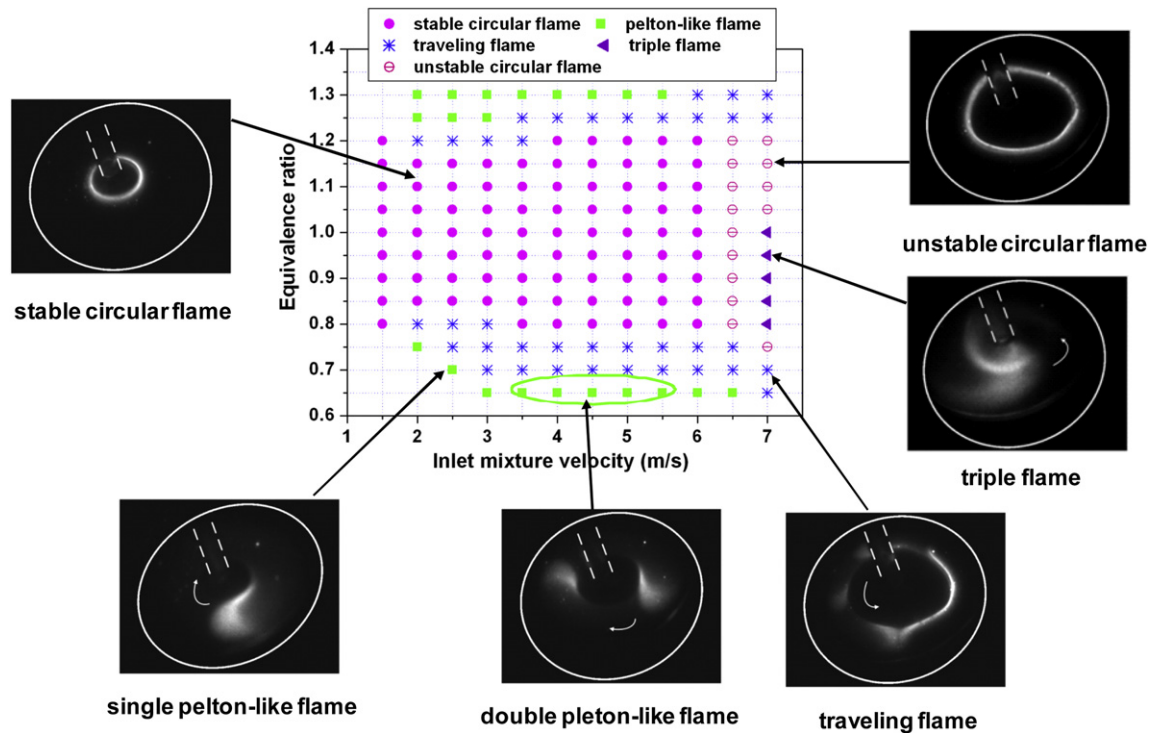 stable circular flame
pelton-like flame
traveling flame
triple flame
unstable circular flame
1.4
1.3
1.2
1.1
1.0
0.9
0.8
0.7
0.6
Equivalence ratio
1 2 3 4 5 6 7
Inlet mixture velocity (m/s)
stable circular flame
unstable circular flame
triple flame
single pelton-like flame
double pleton-like flame
traveling flame